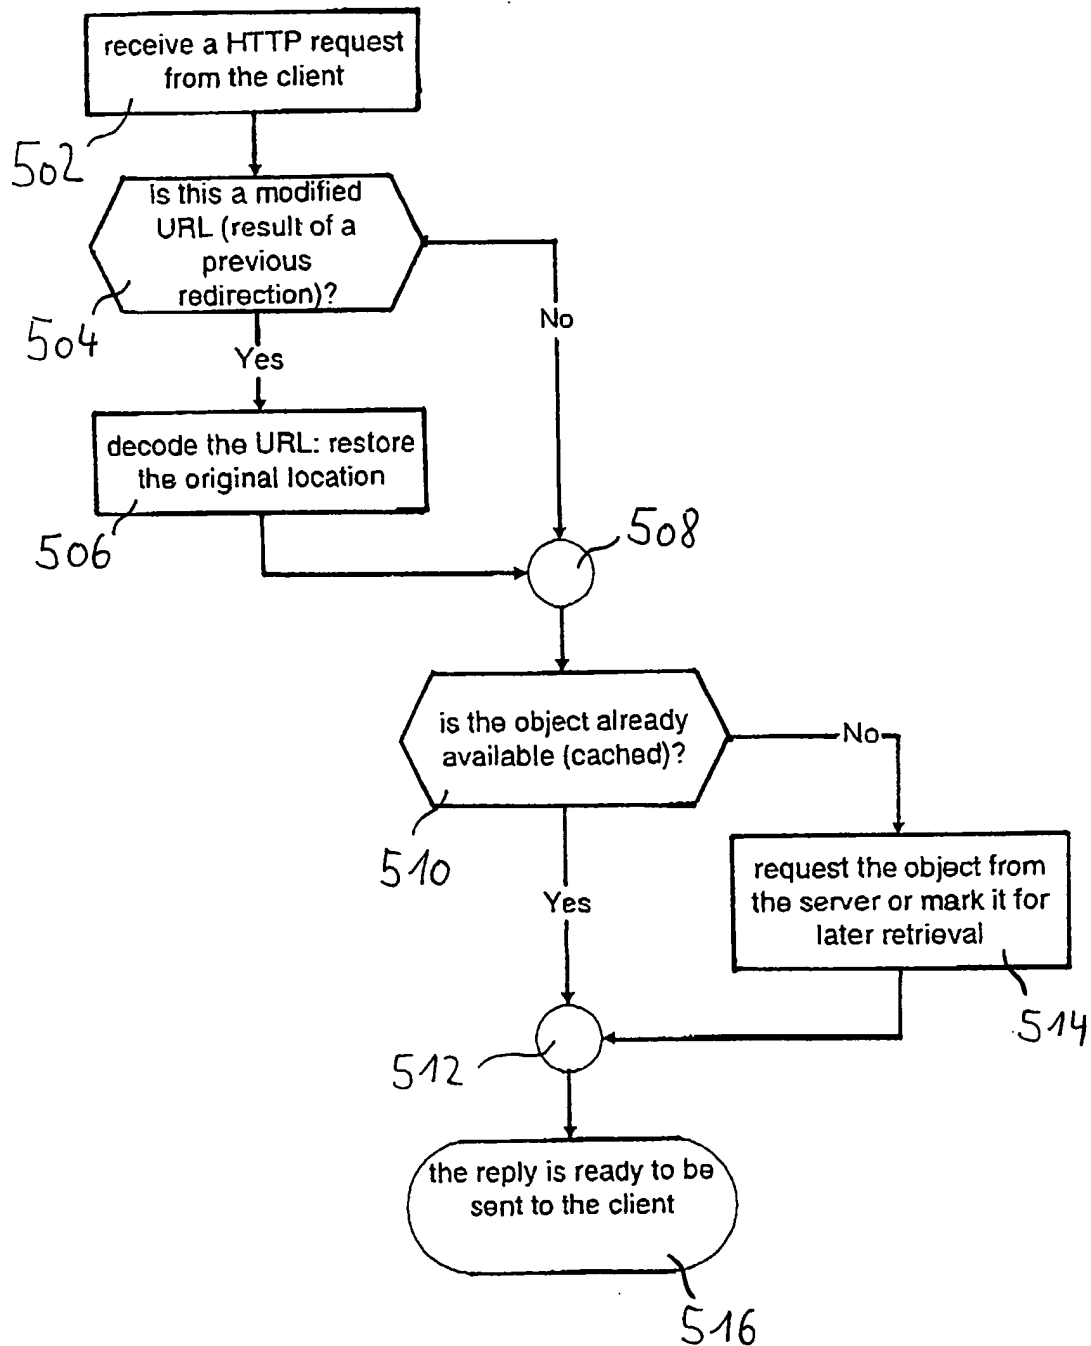 receive a HTTP request
from the client
502
is this a modified
URL (result of a
previous
redirection)?
504
No
Yes
decode the URL: restore
the original location
506
508
is the object already
available (cached)?
No
510
Yes
request the object from
the server or mark it for
later retrieval
514
512
the reply is ready to be
sent to the client
516